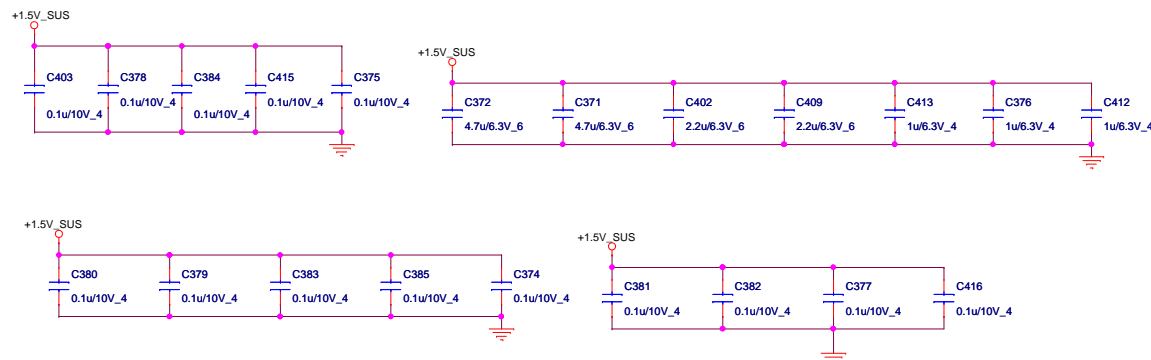 +1.5V_SUS
C403
0.1u/10V_4
C378
0.1u/10V_4
C384
0.1u/10V_4
C415
0.1u/10V_4
C375
0.1u/10V_4
+1.5V_SUS
C372
4.7u/6.3V_6
C371
4.7u/6.3V_6
C402
2.2u/6.3V_6
C409
2.2u/6.3V_6
C413
1u/6.3V_4
C376
1u/6.3V_4
C412
1u/6.3V_4
+1.5V_SUS
C380
0.1u/10V_4
C379
0.1u/10V_4
C383
0.1u/10V_4
C385
0.1u/10V_4
C374
0.1u/10V_4
+1.5V_SUS
C381
0.1u/10V_4
C382
0.1u/10V_4
C377
0.1u/10V_4
C416
0.1u/10V_4